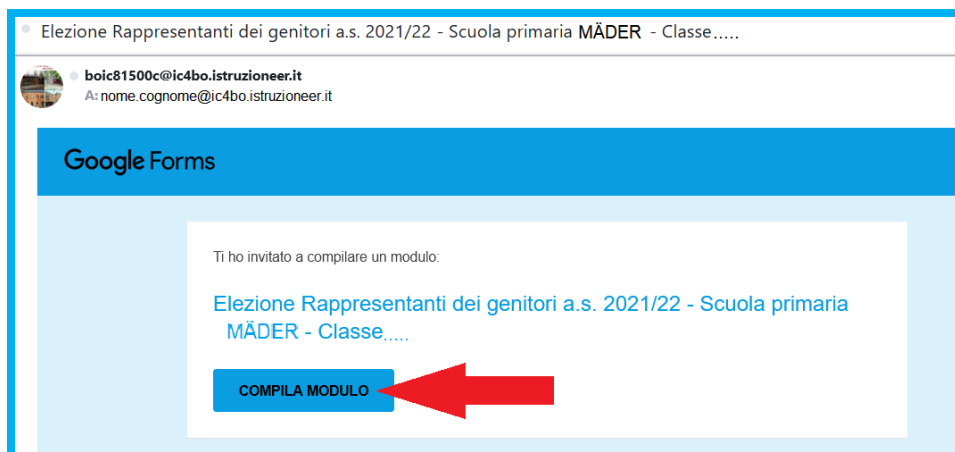 Elezione Rappresentanti dei genitori a.s. 2021/22 - Scuola primaria MÄDER - Classe.....
boic81500c@ic4bo.istruzioneer.it
A: nome.cognome@ic4bo.istruzioneer.it
Google Forms
Ti ho invitato a compilare un modulo:
Elezione Rappresentanti dei genitori a.s. 2021/22 - Scuola primaria
MÄDER - Classe.....
COMPILA MODULO